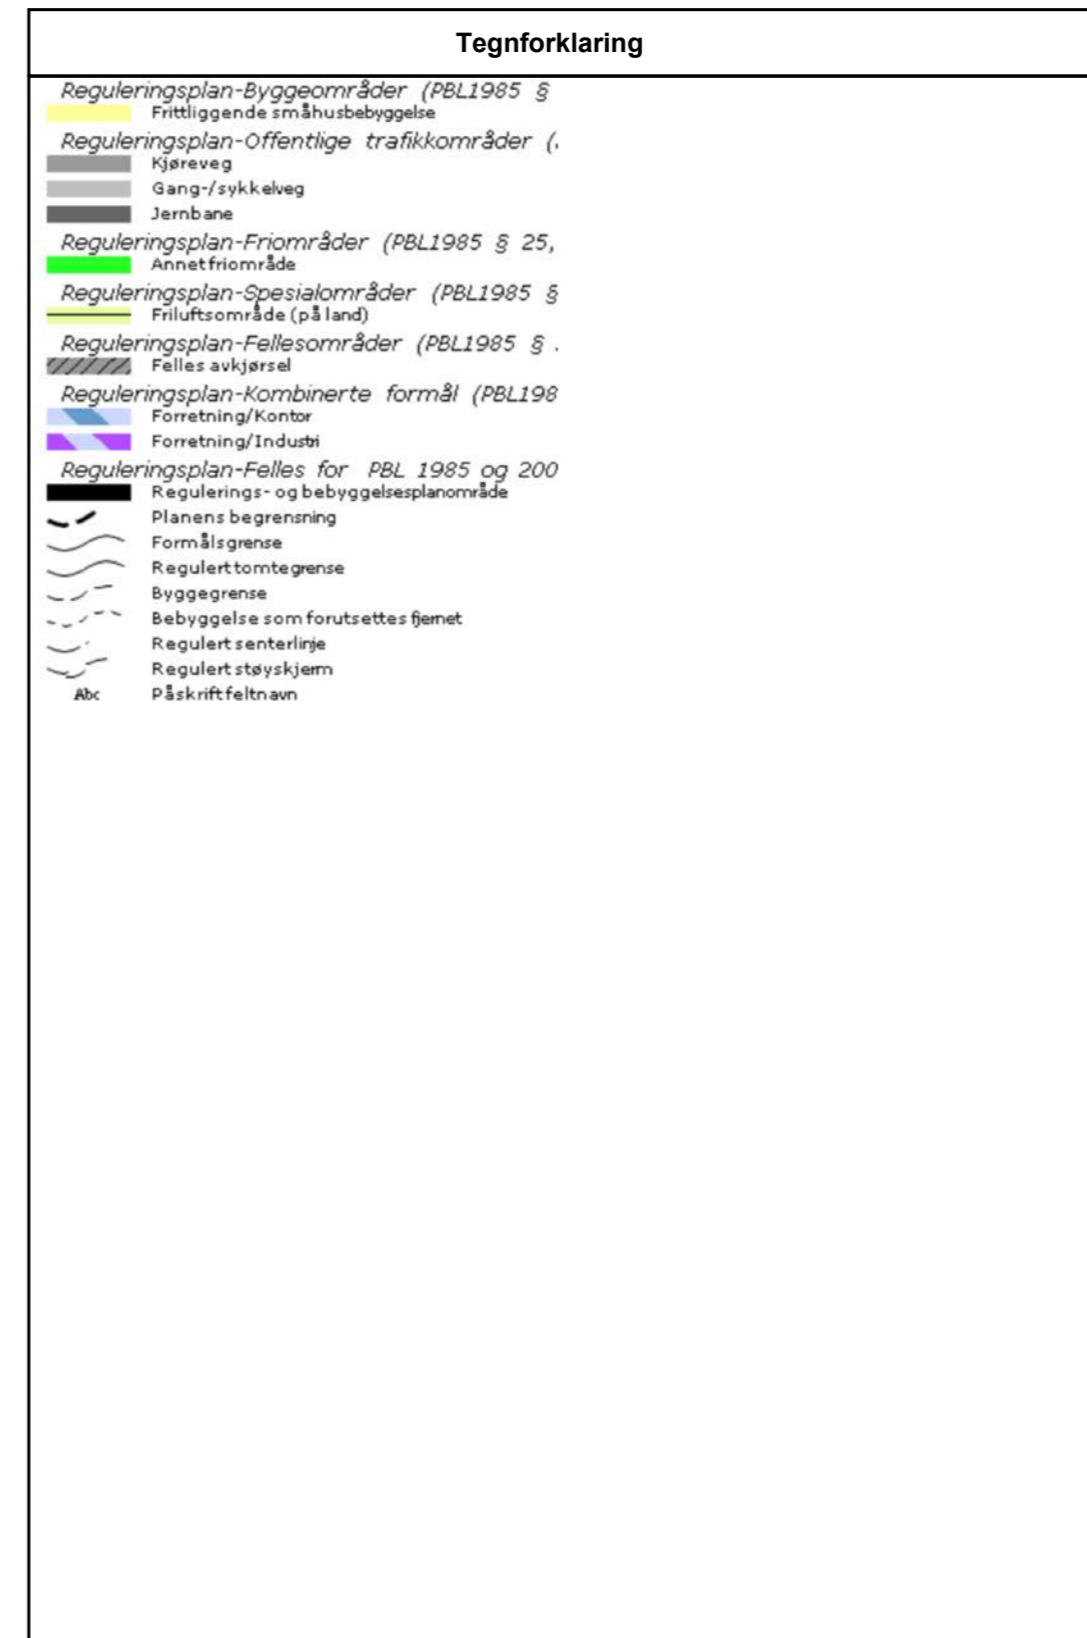 Tegnforklaring
Reguleringsplan-Byggeområder (PBL1985 §
Frittliggende småhusbebyggelse
Reguleringsplan-Offentlige trafikkområder (.
Kjøreveg
Gang-/sykkelveg
Jernbane
Reguleringsplan-Friområder (PBL1985 § 25,
Annet friområde
Reguleringsplan-Spesialområder (PBL1985 §
Friluftsområde (på land)
Reguleringsplan-Fellesområder (PBL1985 § .
Felles avkjørsel
Reguleringsplan-Kombinerte formål (PBL198
Forretning/Kontor
Forretning/Industri
Reguleringsplan-Felles for PBL 1985 og 200
Regulerings- og bebyggelsesplanområde
Planens begrensning
Formålsgrense
Regulert tomtegrense
Byggegrense
Bebyggelse som forutsettes fjernet
Regulert senterlinje
Regulert støyskjerm
Abc Påskrift feltnavn